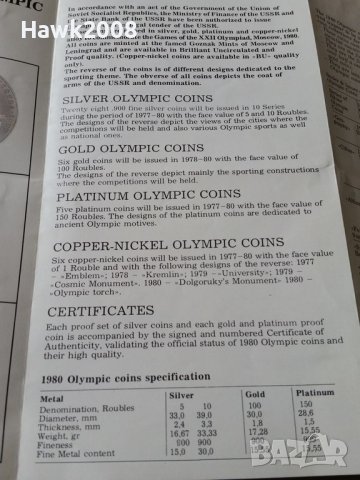 Hawk2008
MPIC
In accordance with an act of the Government of the Union of
Soviet Socialist Republics, the Ministry of Finance of the USSR and
State Bank of the USSR have been authorised to issue
legal tender of the USSR.
silver, gold, platinum and copper-nickel
the Games of the XXII Olympiad, Moscow, 1980.
All coins are minted at the famed Gosnak Mints of Moscow and
Leningrad and are available in Brilliant Uncirculated and
Proof quality. (Copper-nickel coins are available in «BU» quality
only).
The reverse of the coins is of different designs dedicated to the
sporting theme. The obverse of all coins depicts the coat of
arms of the USSR and denomination.
SILVER OLYMPIC COINS
Twenty eight .900 fine silver coins will be issued in 10 Series
during the period of 1977-80 with the face value of 5 and 10 Roubles.
The designs of the reverse depict the views of the cities where the
competitions will be held and also various Olympic sports as well
as national ones.
GOLD OLYMPIC COINS
Six gold coins will be issued in 1978-80 with the face value of
100 Roubles.
The designs of the reverse depict mainly the sporting constructions
where the competitions will be held.
PLATINUM OLYMPIC COINS
Five platinum coins will be issued in 1977-80 with the face value of
150 Roubles. The designs of the platinum coins are dedicated to
ancient Olympic motives.
COPPER-NICKEL OLYMPIC COINS
Six copper-nickel coins will be issued in 1977-80 with the face value
of 1 Rouble and with the following designs of the reverse: 1977
— «Emblem»; 1978 — «Kremlin»; 1979 —«University»; 1979 —
«Cosmic Monument». 1980 — «Dolgoruky's Monument» 1980 —
«Olympic torch».
CERTIFICATES
Each proof set of silver coins and each gold and platinum proof
coin is accompanied by the signed and numbered Certificate of
Authenticity, validating the official status of 1980 Olympic coins and
their high quality.
1980 Olympic coins specification
Metal Silver Gold Platinum
Denomination, Roubles 5 10 100 150
Diameter, mm 33,0 39,0 30,0 28,6
Thickness, mm 2,4 3,3 1,8 1,5
Weight, gr 16,67 33,33 17,28 15,55
Fineness 900 900 900
Fine Metal content 15,0 30,0 15,55
bazar.bg